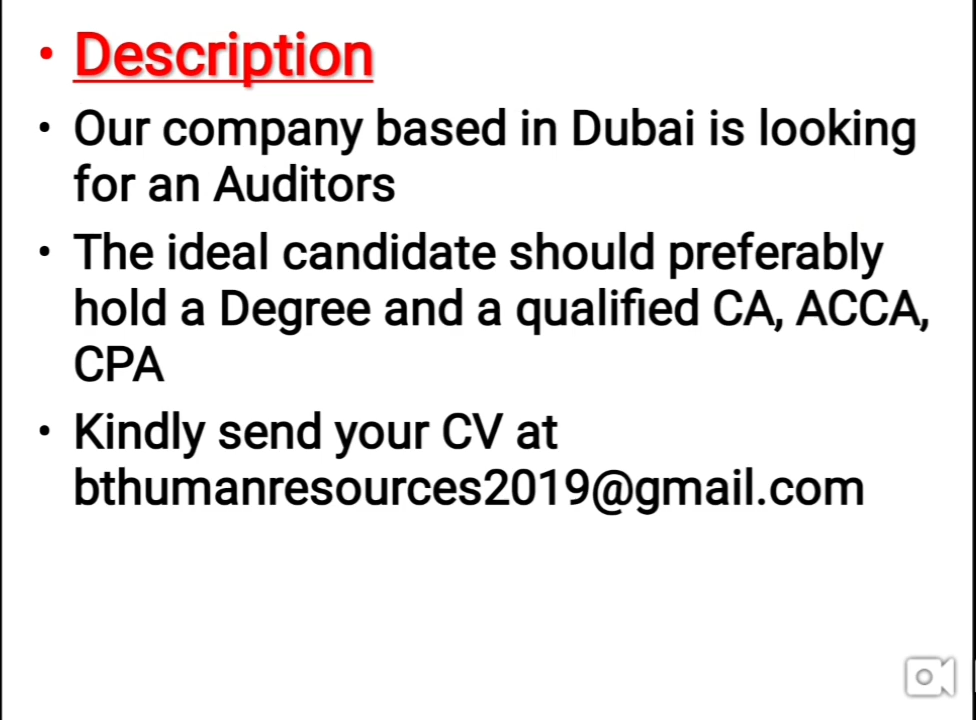 • Description
• Our company based in Dubai is looking
for an Auditors
• The ideal candidate should preferably
hold a Degree and a qualified CA, ACCA,
CPA
• Kindly send your CV at
bthumanresources2019@gmail.com